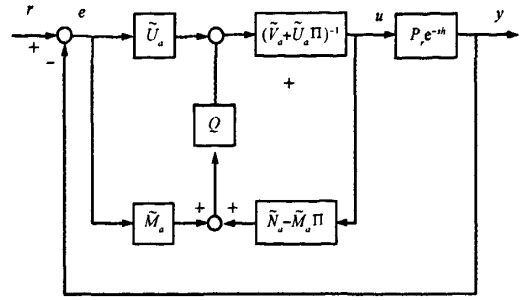 r e u y
+ Ũₐ (Ṽₐ+ŨₐΠ)⁻¹ Pᵣe⁻ˢʰ
−
+
Q
+ +
M̃ₐ Ñₐ−M̃ₐΠ